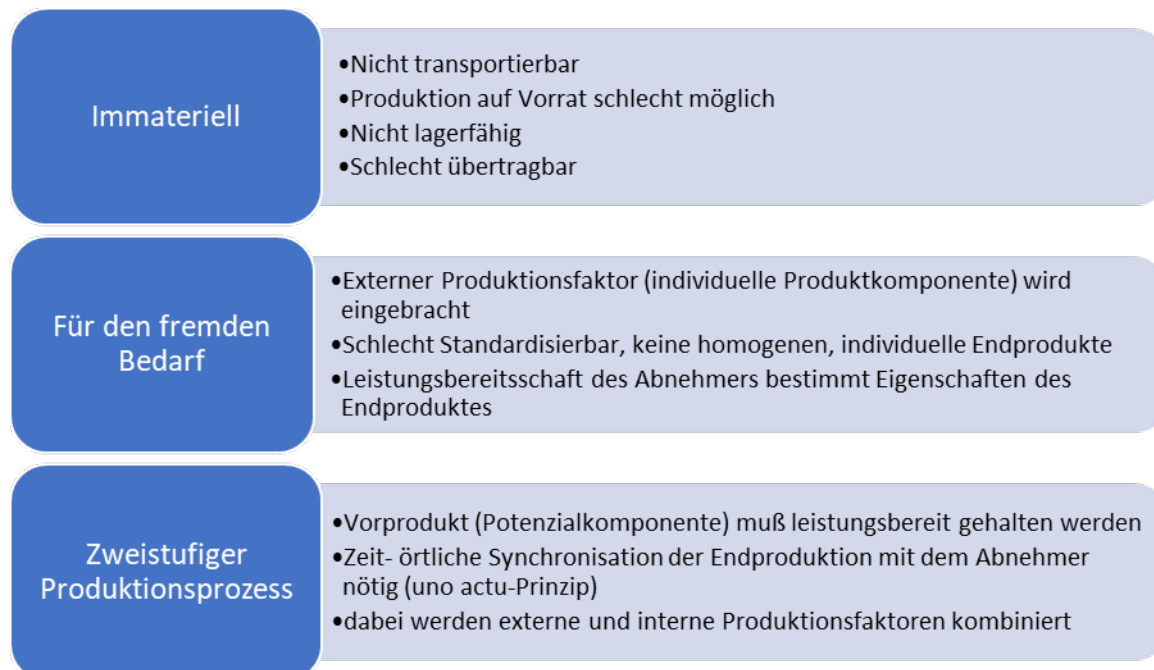 Immateriell
•Nicht transportierbar
•Produktion auf Vorrat schlecht möglich
•Nicht lagerfähig
•Schlecht übertragbar
Für den fremden
Bedarf
•Externer Produktionsfaktor (individuelle Produktkomponente) wird
eingebracht
•Schlecht Standardisierbar, keine homogenen, individuelle Endprodukte
•Leistungsbereitsschaft des Abnehmers bestimmt Eigenschaften des
Endproduktes
Zweistufiger
Produktionsprozess
•Vorprodukt (Potenzialkomponente) muß leistungsbereit gehalten werden
•Zeit- örtliche Synchronisation der Endproduktion mit dem Abnehmer
nötig (uno actu-Prinzip)
•dabei werden externe und interne Produktionsfaktoren kombiniert